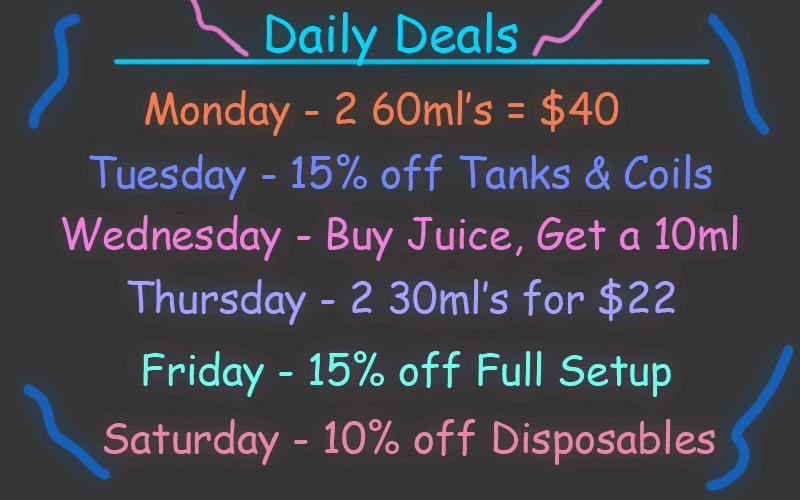 Daily Deals
Monday - 2 60ml's = $40
Tuesday - 15% off Tanks & Coils
Wednesday - Buy Juice, Get a 10ml
Thursday - 2 30ml's for $22
Friday - 15% off Full Setup
Saturday - 10% off Disposables